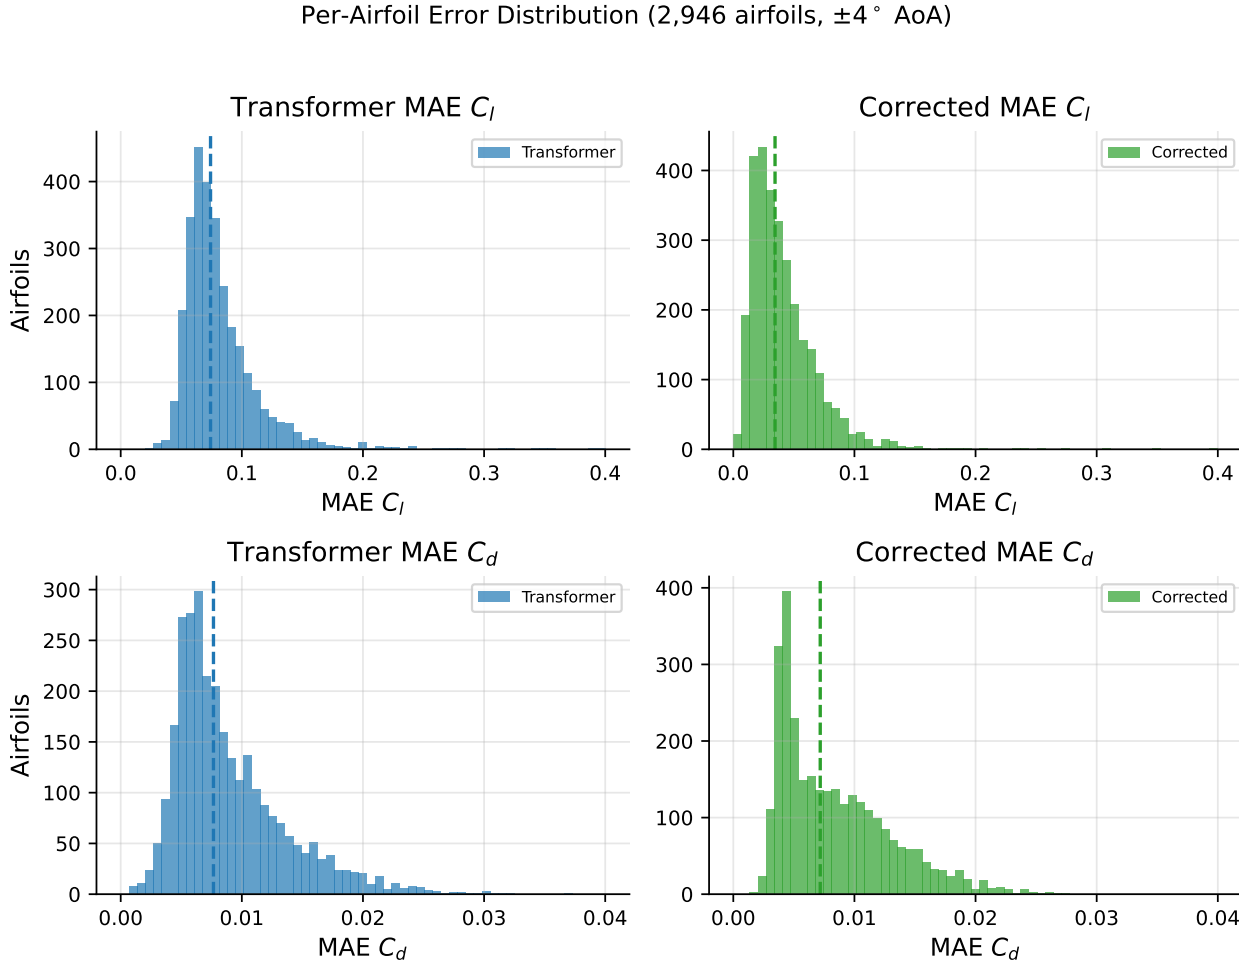 Per-Airfoil Error Distribution (2,946 airfoils, ±4° AoA)
Transformer MAE C_l
Transformer
Airfoils
400
300
200
100
0
0.0 0.1 0.2 0.3 0.4
MAE C_l
Corrected MAE C_l
Corrected
400
300
200
100
0
0.0 0.1 0.2 0.3 0.4
MAE C_l
Transformer MAE C_d
Transformer
Airfoils
300
250
200
150
100
50
0
0.00 0.01 0.02 0.03 0.04
MAE C_d
Corrected MAE C_d
Corrected
400
300
200
100
0
0.00 0.01 0.02 0.03 0.04
MAE C_d